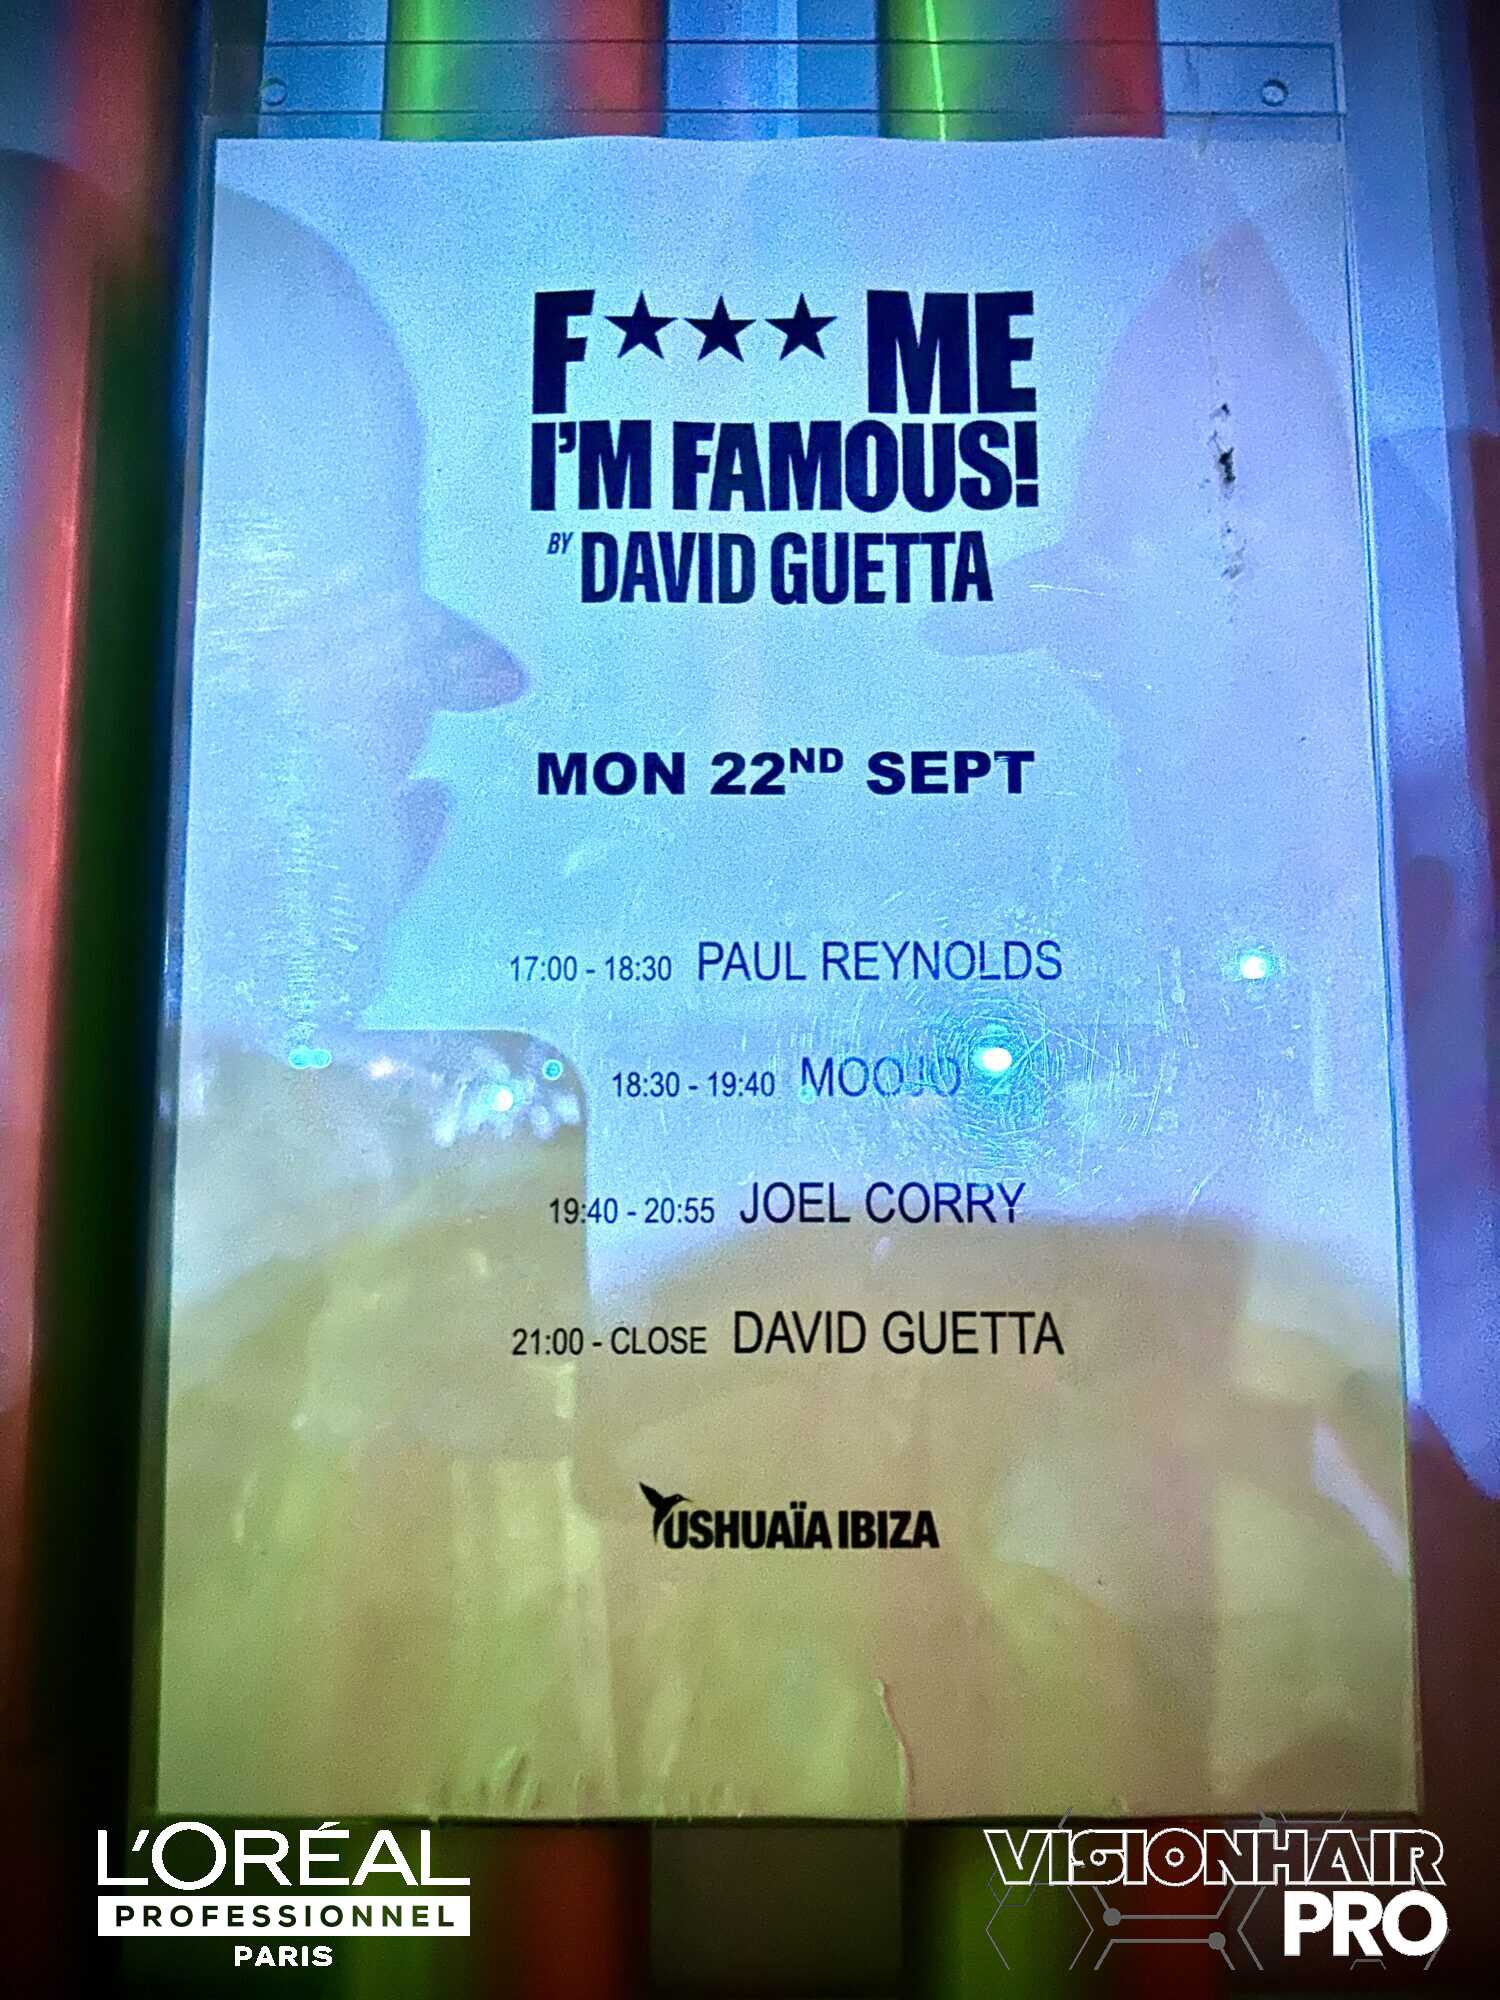 F★★★ ME
I'M FAMOUS!
BY DAVID GUETTA
MON 22ND SEPT
17:00 - 18:30 PAUL REYNOLDS
18:30 - 19:40 MOOJO
19:40 - 20:55 JOEL CORRY
21:00 - CLOSE DAVID GUETTA
USHUAÏA IBIZA
L'ORÉAL
PROFESSIONNEL
PARIS
VISIONHAIR
PRO